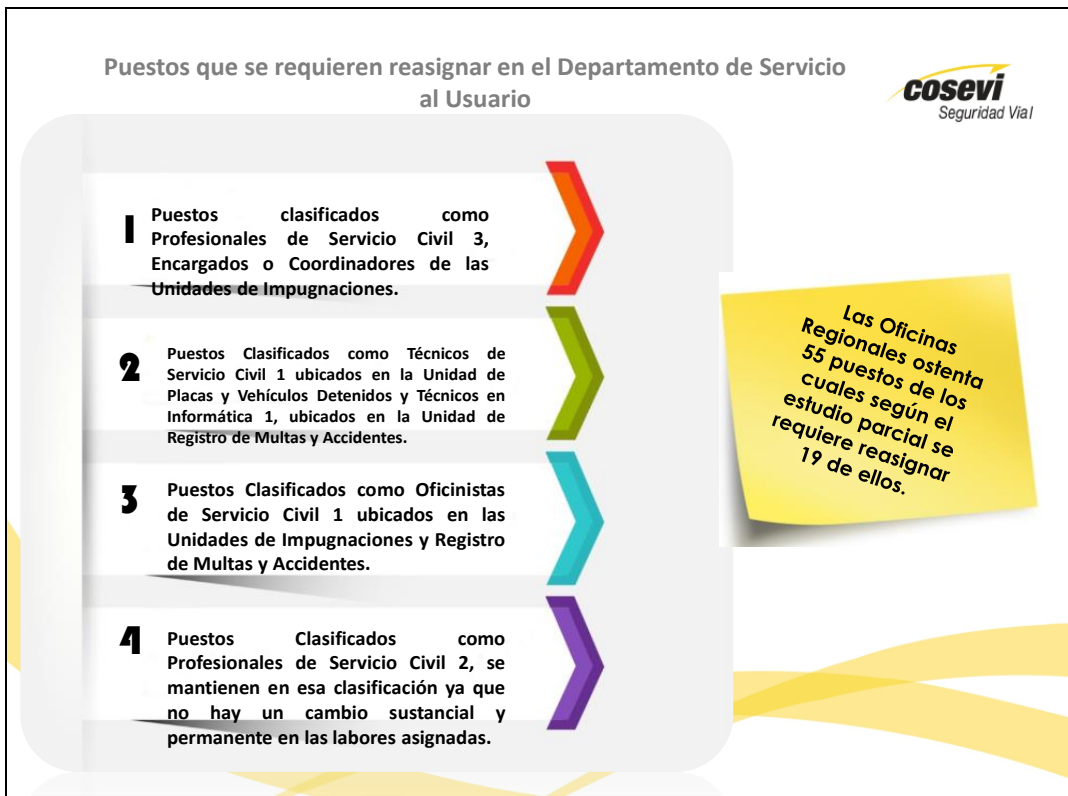 Puestos que se requieren reasignar en el Departamento de Servicio
al Usuario
cosevi
Seguridad Vial
1
Puestos clasificados como
Profesionales de Servicio Civil 3,
Encargados o Coordinadores de las
Unidades de Impugnaciones.
2
Puestos Clasificados como Técnicos de
Servicio Civil 1 ubicados en la Unidad de
Placas y Vehículos Detenidos y Técnicos en
Informática 1, ubicados en la Unidad de
Registro de Multas y Accidentes.
3
Puestos Clasificados como Oficinistas
de Servicio Civil 1 ubicados en las
Unidades de Impugnaciones y Registro
de Multas y Accidentes.
4
Puestos Clasificados como
Profesionales de Servicio Civil 2, se
mantienen en esa clasificación ya que
no hay un cambio sustancial y
permanente en las labores asignadas.
Las Oficinas
Regionales ostenta
55 puestos de los
cuales según el
estudio parcial se
requiere reasignar
19 de ellos.